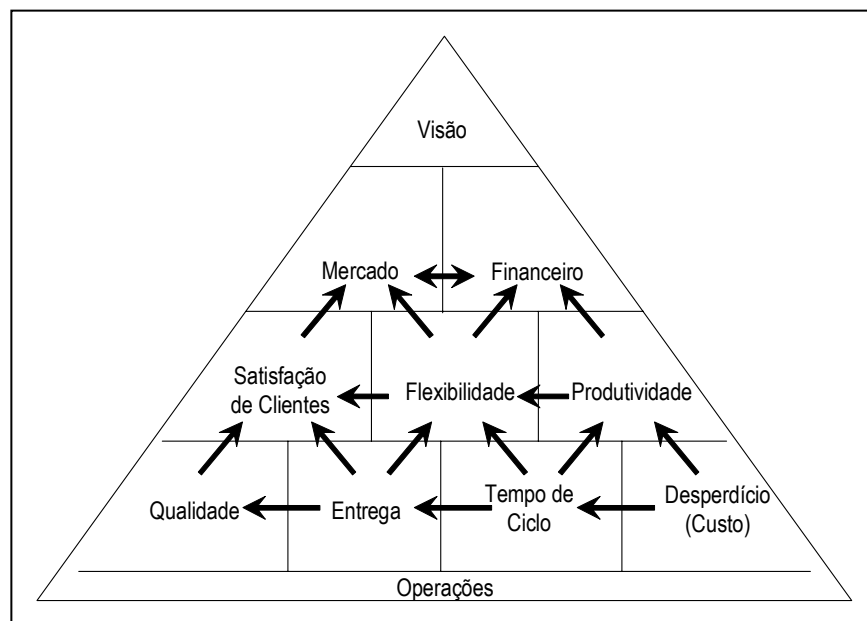 Visão
Mercado
Financeiro
Satisfação
de Clientes
Flexibilidade
Produtividade
Qualidade
Entrega
Tempo de
Ciclo
Desperdício
(Custo)
Operações